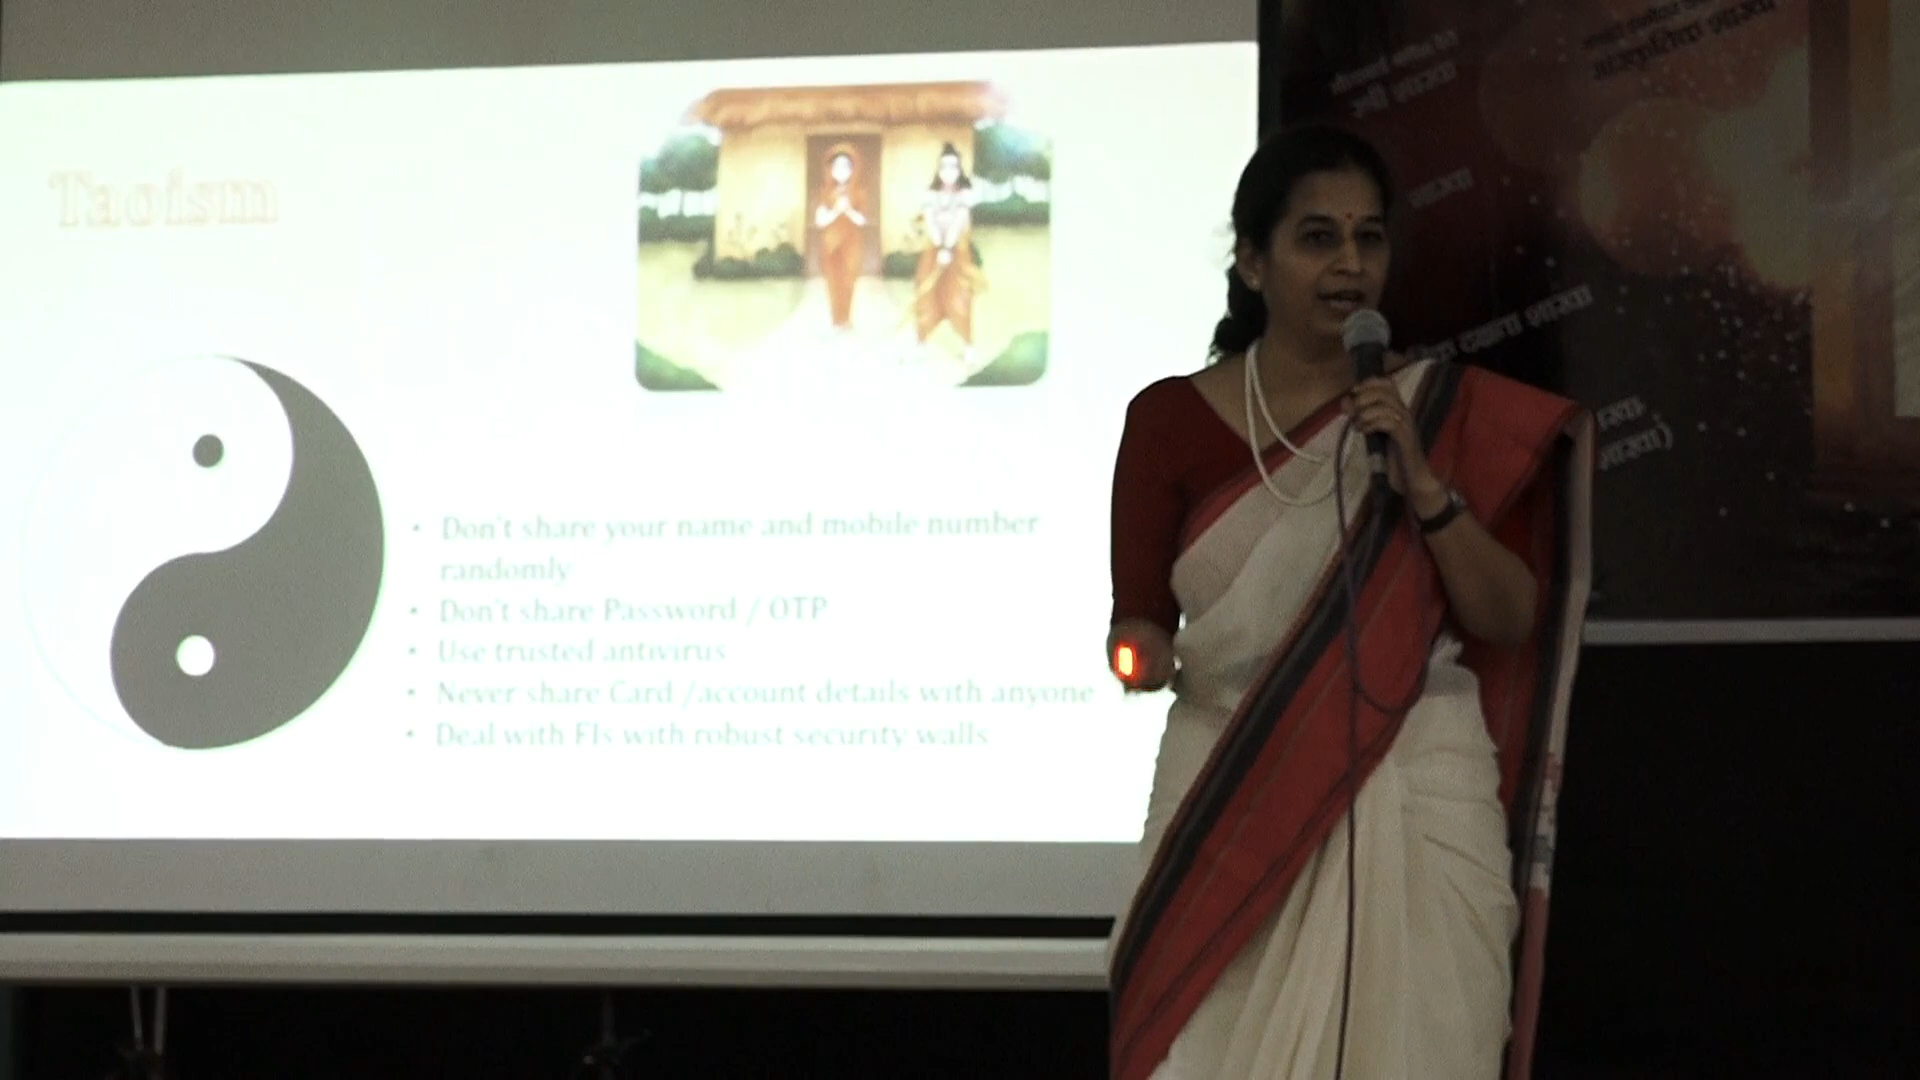 Taoism
• Don't share your name and mobile number
randomly
• Don't share Password / OTP
• Use trusted antivirus
• Never share Card /account details with anyone
• Deal with FIs with robust security walls
स्त्री शाखा
सांस्कृतिक शाखा
शाखा
शाखा
शाखा)